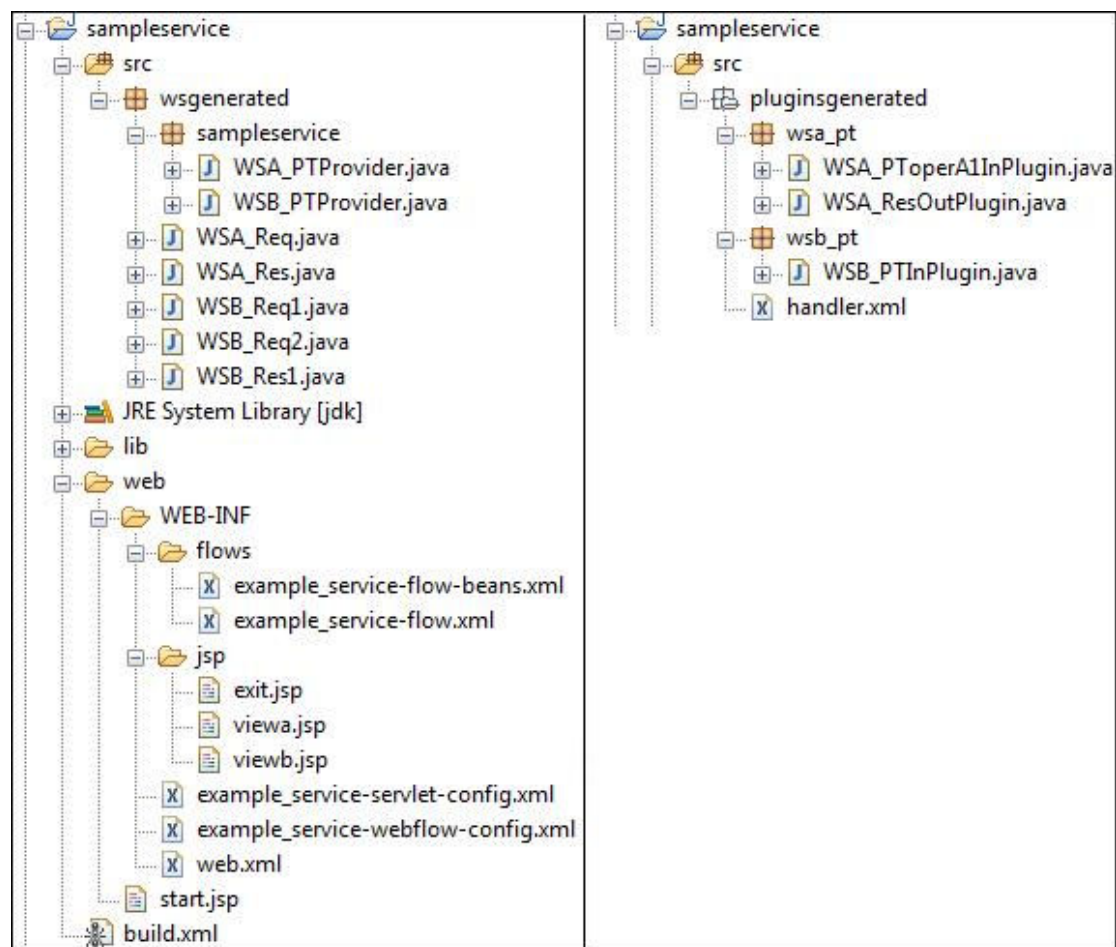 sampleservice
src
wsgenerated
sampleservice
WSA_PTProvider.java
WSB_PTProvider.java
WSA_Req.java
WSA_Res.java
WSB_Req1.java
WSB_Req2.java
WSB_Res1.java
JRE System Library [jdk]
lib
web
WEB-INF
flows
example_service-flow-beans.xml
example_service-flow.xml
jsp
exit.jsp
viewa.jsp
viewb.jsp
example_service-servlet-config.xml
example_service-webflow-config.xml
web.xml
start.jsp
build.xml
sampleservice
src
pluginsgenerated
wsa_pt
WSA_PToperA1InPlugin.java
WSA_ResOutPlugin.java
wsb_pt
WSB_PTInPlugin.java
handler.xml